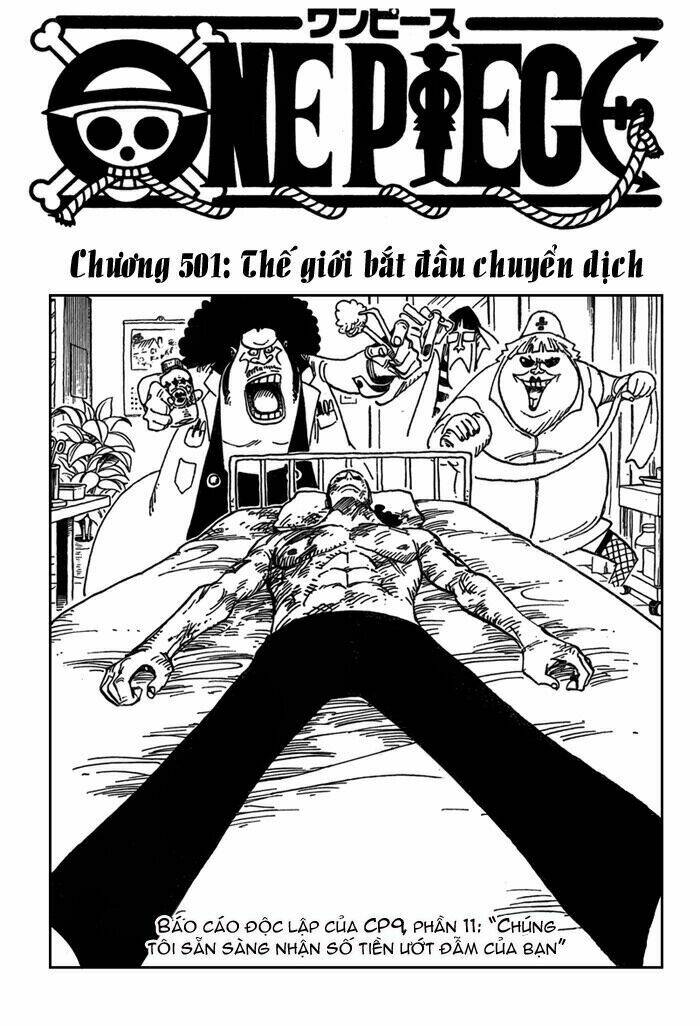 ワンピース
ONE PIECE
Chương 501: Thế giới bắt đầu chuyển dịch
Báo cáo độc lập của CP9, phần 11: "Chúng
tôi sẵn sàng nhận số tiền ướt đẫm của bạn"